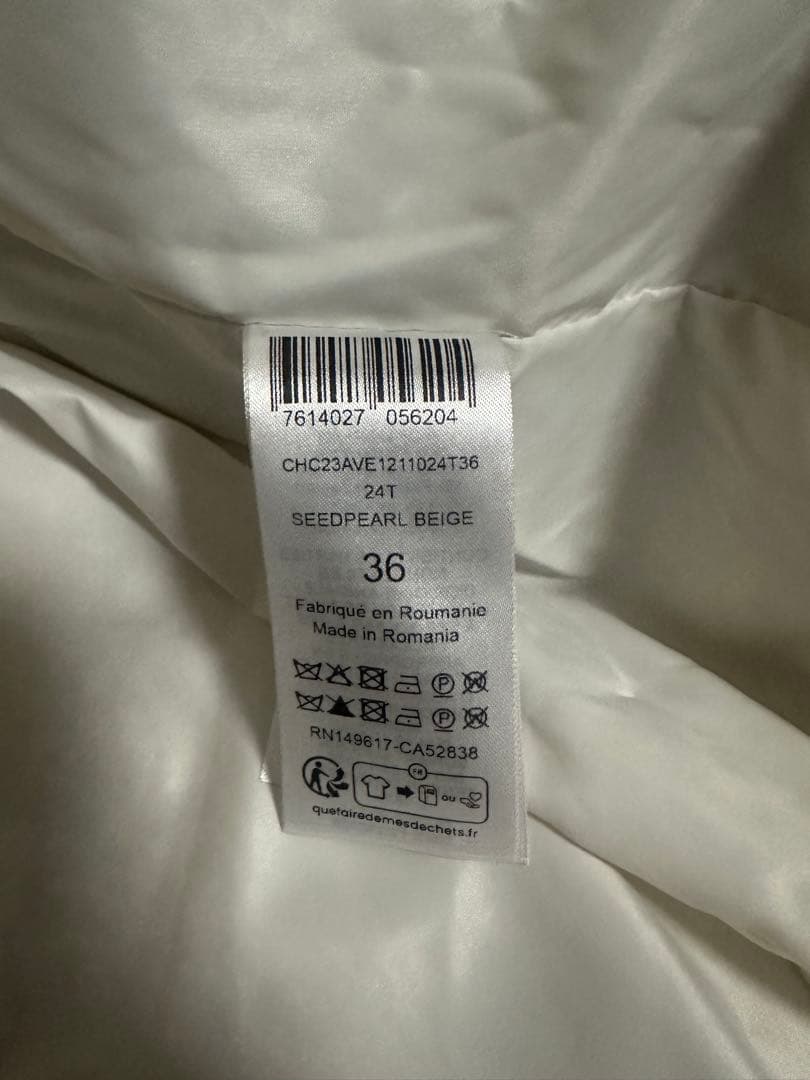 7614027 056204
CHC23AVE1211024T36
24T
SEEDPEARL BEIGE
36
Fabriqué en Roumanie
Made in Romania
P W
P W
RN149617-CA52838
FR
OU
quefairedemesdechets.fr